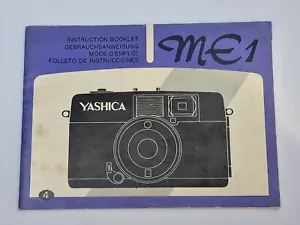 INSTRUCTION BOOKLET
GEBRAUCHSANWEISUNG
MODE D'EMPLOI
FOLLETO DE INSTRUCCIONES
ME1
YASHICA
4